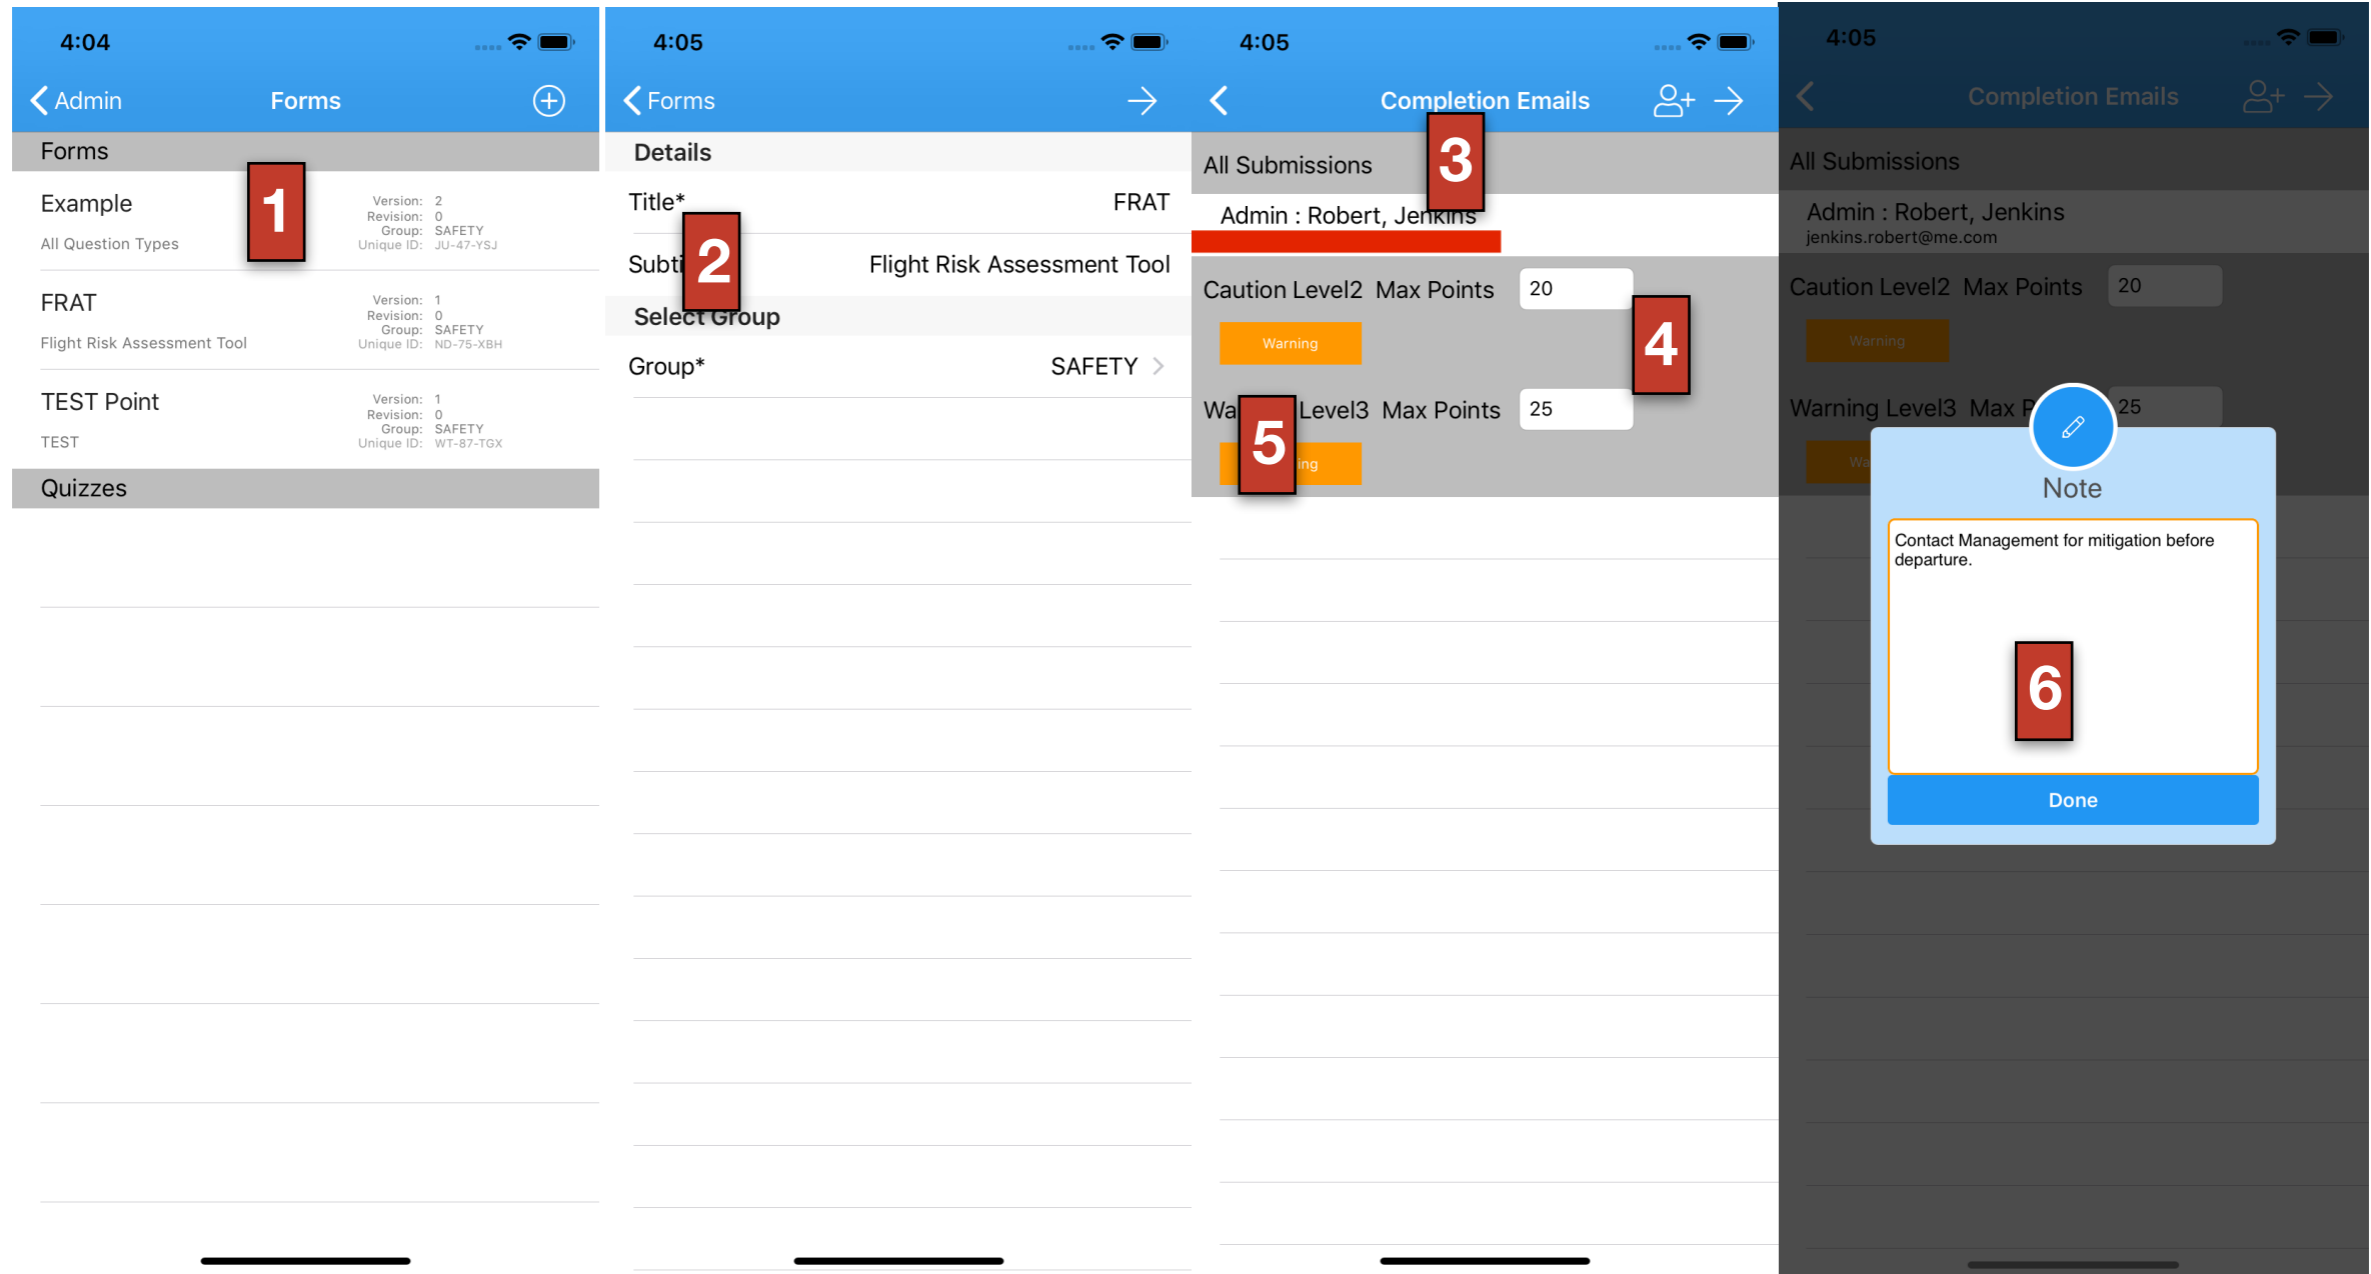 4:04
Admin
Forms
Forms
Example
All Question Types
1
Version: 2
Revision: 0
Group: SAFETY
Unique ID: JU-47-YSJ
FRAT
Flight Risk Assessment Tool
Version: 1
Revision: 0
Group: SAFETY
Unique ID: ND-75-XBH
TEST Point
TEST
Version: 1
Revision: 0
Group: SAFETY
Unique ID: WT-87-TGX
Quizzes
4:05
Forms
Details
Title* FRAT
Subti Flight Risk Assessment Tool
2
Select Group
Group* SAFETY
4:05
Completion Emails
3
All Submissions
Admin : Robert, Jenkins
Caution Level2 Max Points 20
Warning
4
Wa Level3 Max Points 25
5
ing
4:05
Completion Emails
All Submissions
Admin : Robert, Jenkins
jenkins.robert@me.com
Caution Level2 Max Points 20
Warning
Warning Level3 Max P 25
Wa
Note
Contact Management for mitigation before
departure.
6
Done